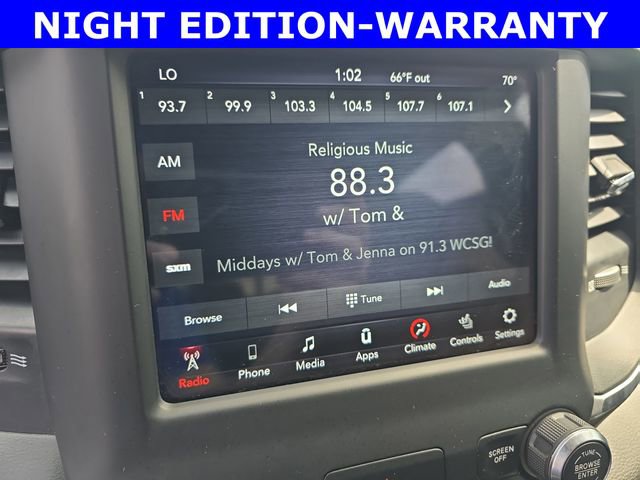 NIGHT EDITION-WARRANTY
LO 1:02 66°F out 70°
1 93.7 2 99.9 3 103.3 4 104.5 5 107.7 6 107.1
AM
Religious Music
88.3
FM
w/ Tom &
sxm
Middays w/ Tom & Jenna on 91.3 WCSG!
Browse Tune Audio
Radio Phone Media Apps Climate Controls Settings
SCREEN OFF
TUNE
BROWSE
ENTER